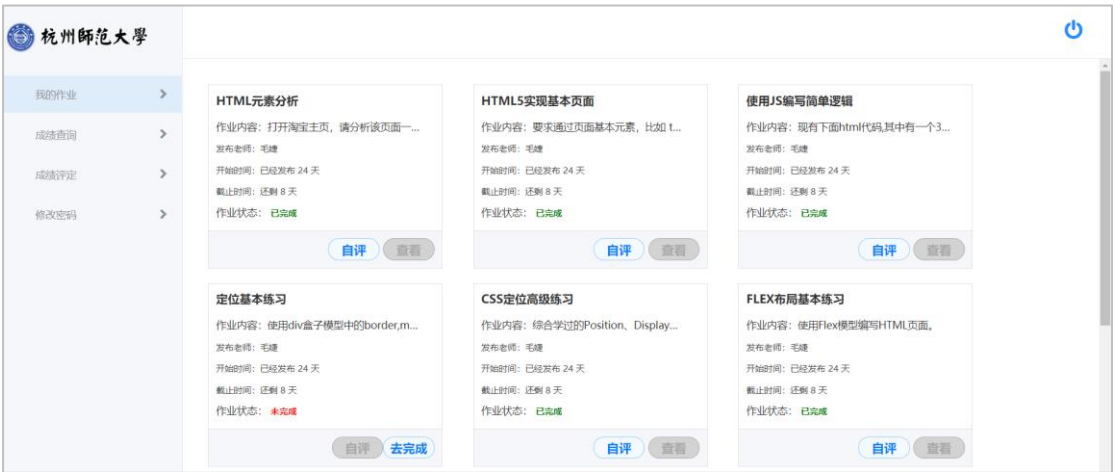 杭州師范大學
我的作业
成绩查询
成绩评定
修改密码
HTML元素分析
作业内容：打开淘宝主页，请分析该页面一...
发布老师：毛婕
开始时间：已经发布 24 天
截止时间：还剩 8 天
作业状态：已完成
自评 查看
HTML5实现基本页面
作业内容：要求通过页面基本元素，比如 t...
发布老师：毛婕
开始时间：已经发布 24 天
截止时间：还剩 8 天
作业状态：已完成
自评 查看
使用JS编写简单逻辑
作业内容：现有下面html代码,其中有一个3...
发布老师：毛婕
开始时间：已经发布 24 天
截止时间：还剩 8 天
作业状态：已完成
自评 查看
定位基本练习
作业内容：使用div盒子模型中的border,m...
发布老师：毛婕
开始时间：已经发布 24 天
截止时间：还剩 8 天
作业状态：未完成
自评 去完成
CSS定位高级练习
作业内容：综合学过的Position、Display...
发布老师：毛婕
开始时间：已经发布 24 天
截止时间：还剩 8 天
作业状态：已完成
自评 查看
FLEX布局基本练习
作业内容：使用Flex模型编写HTML页面。
发布老师：毛婕
开始时间：已经发布 24 天
截止时间：还剩 8 天
作业状态：已完成
自评 查看